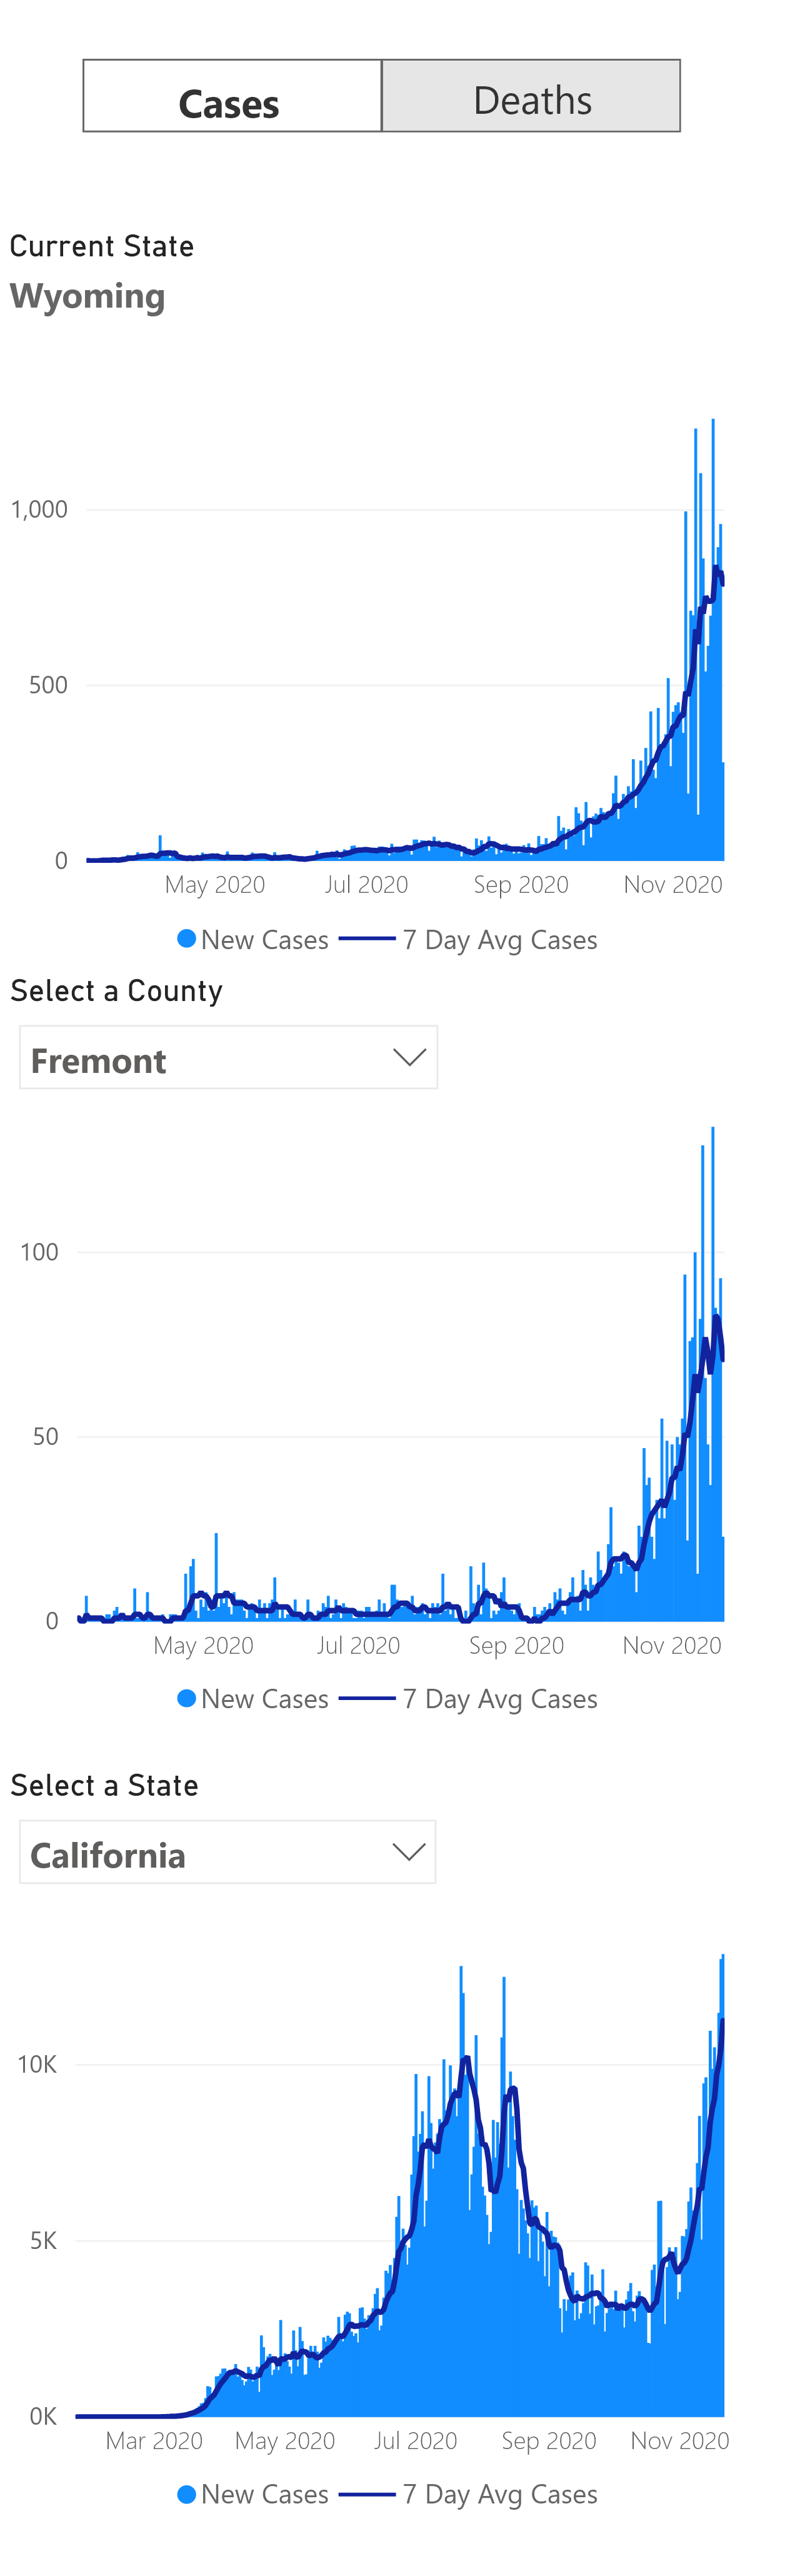 Cases Deaths
Current State
Wyoming
1,000
500
0
May 2020 Jul 2020 Sep 2020 Nov 2020
New Cases 7 Day Avg Cases
Select a County
Fremont
100
50
0
May 2020 Jul 2020 Sep 2020 Nov 2020
New Cases 7 Day Avg Cases
Select a State
California
10K
5K
0K
Mar 2020 May 2020 Jul 2020 Sep 2020 Nov 2020
New Cases 7 Day Avg Cases